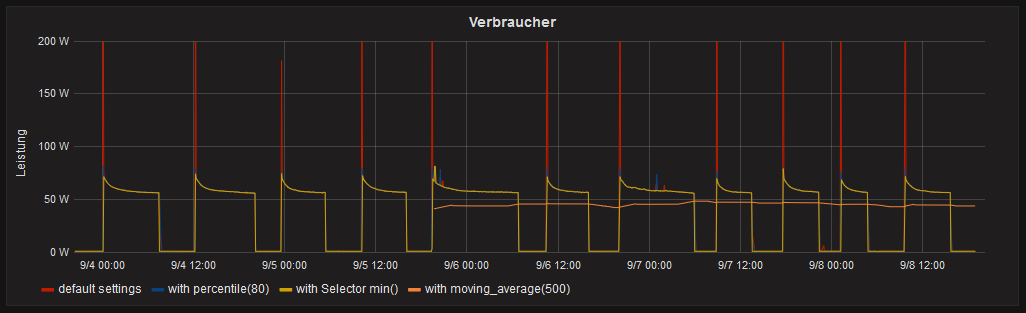 Verbraucher
200 W
150 W
100 W
50 W
0 W
Leistung
9/4 00:00 9/4 12:00 9/5 00:00 9/5 12:00 9/6 00:00 9/6 12:00 9/7 00:00 9/7 12:00 9/8 00:00 9/8 12:00
default settings with percentile(80) with Selector min() with moving_average(500)